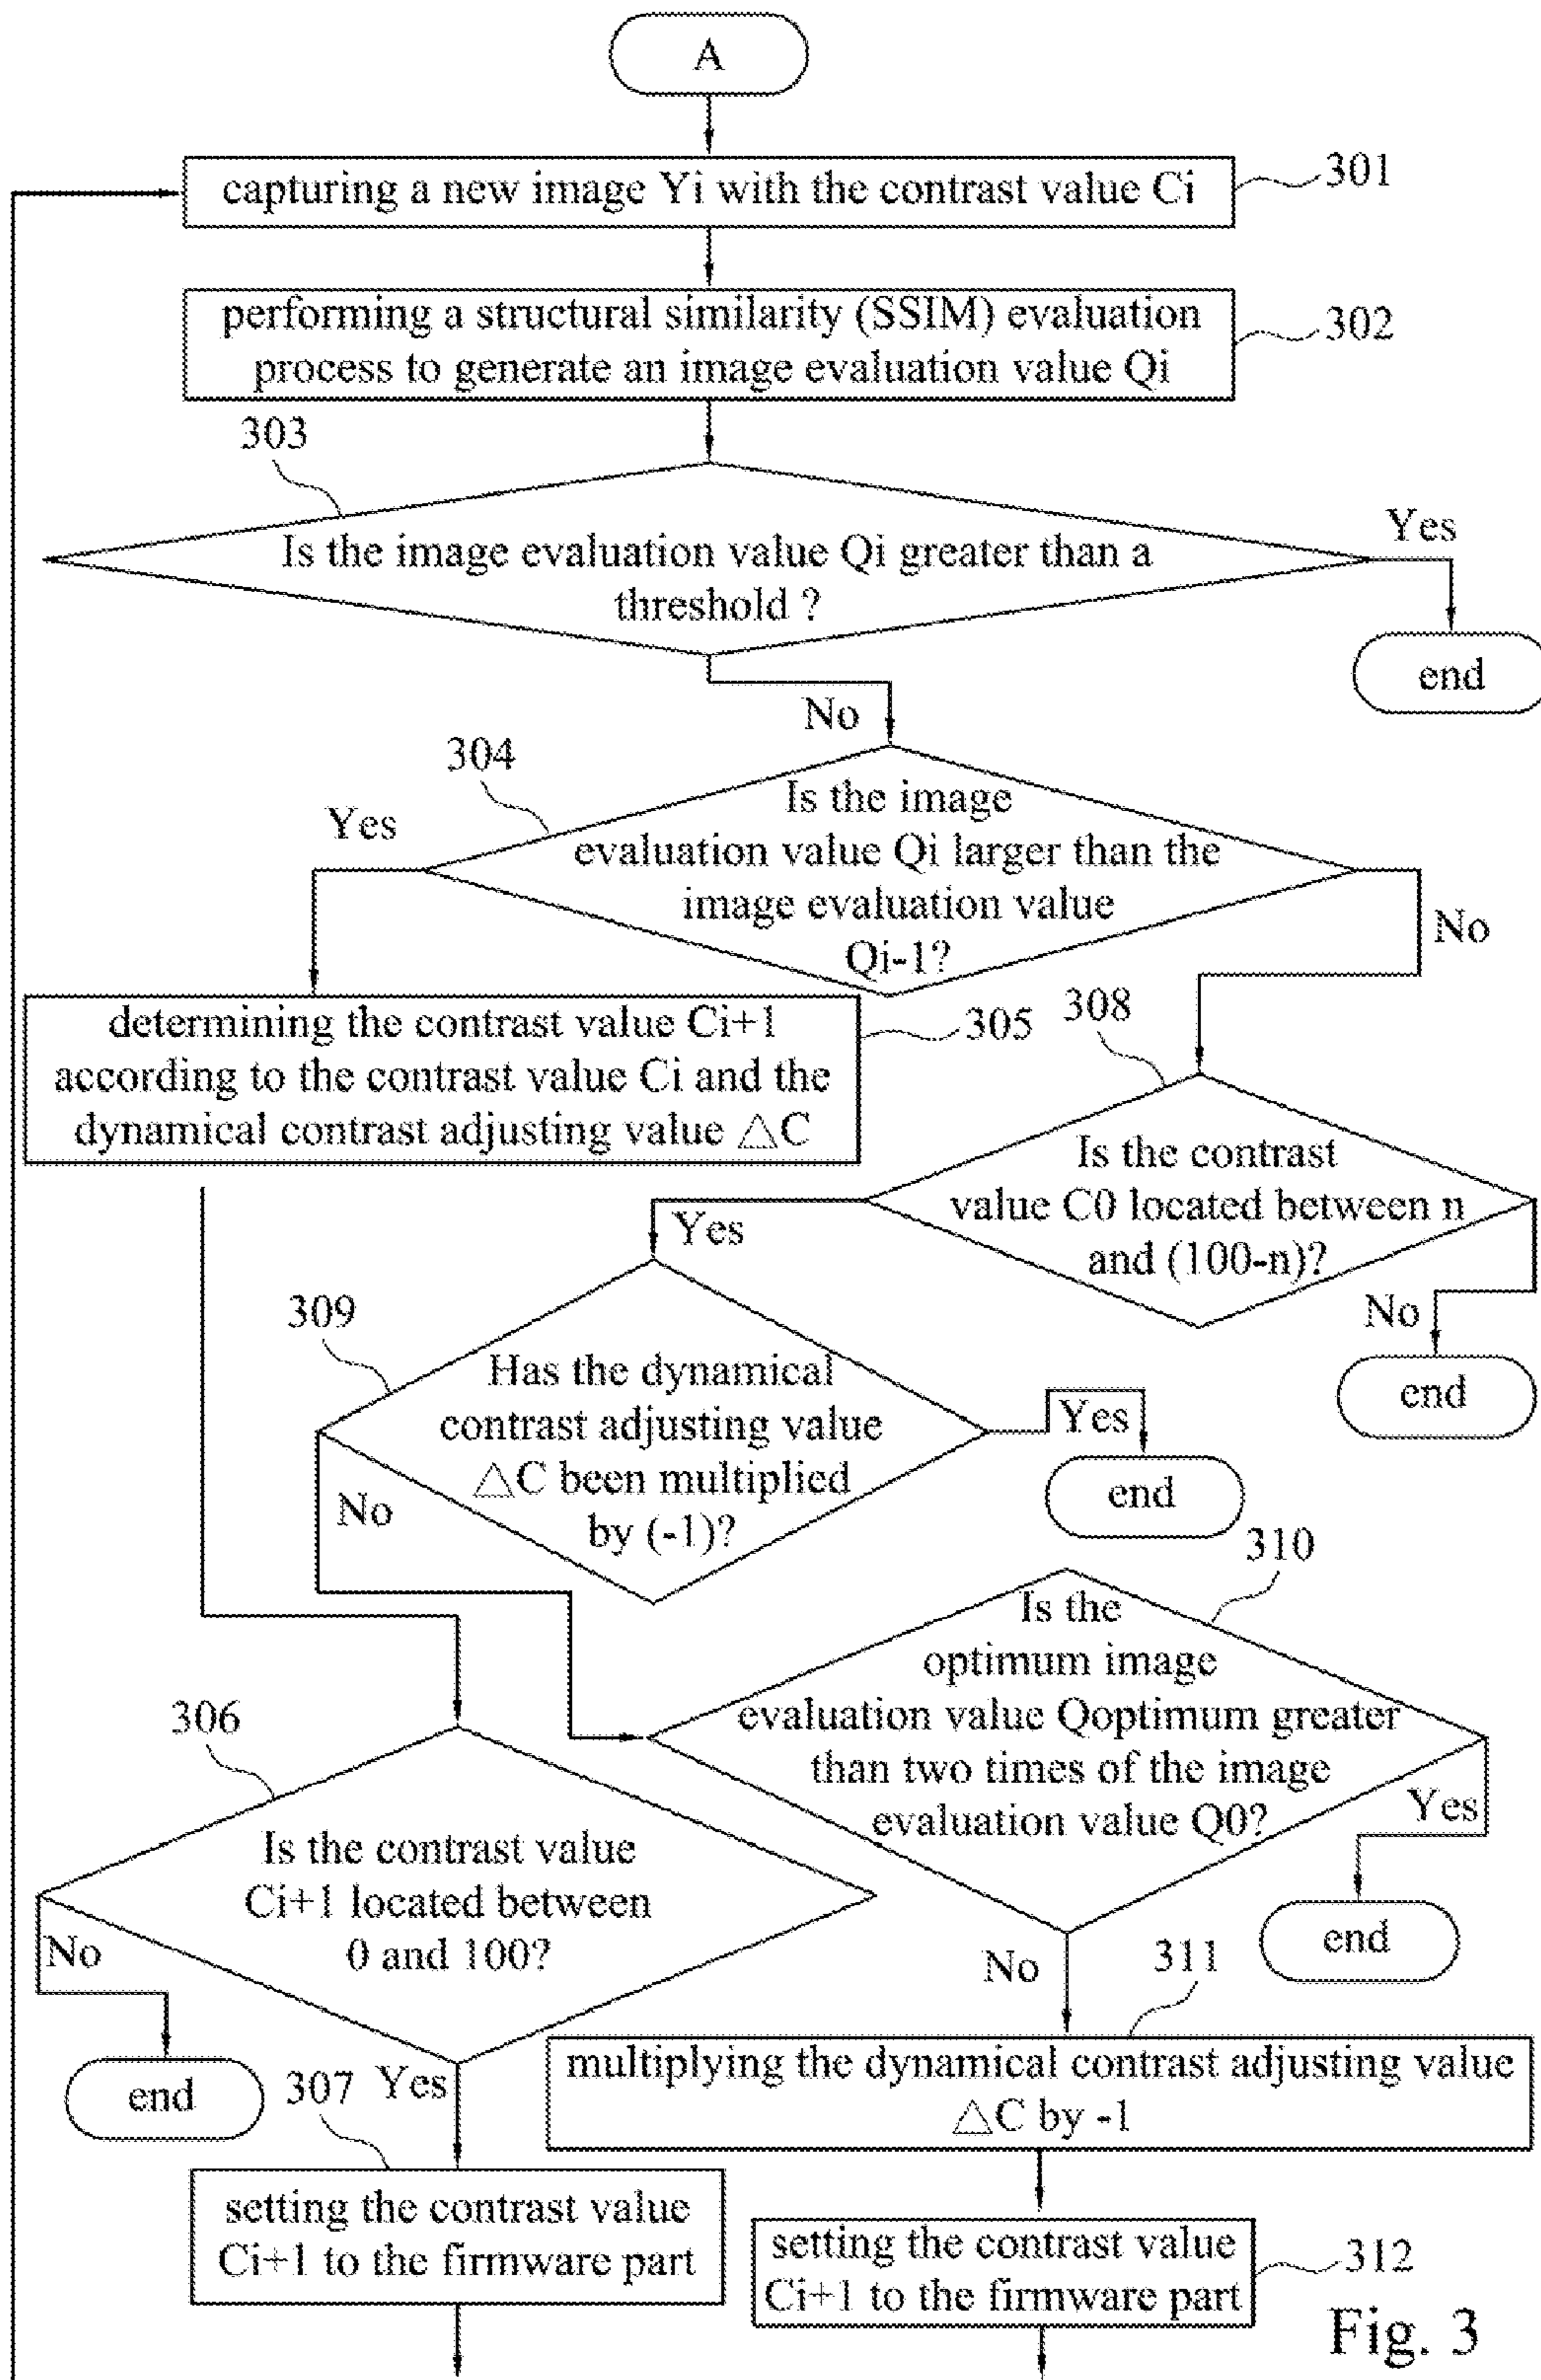 A
capturing a new image Yi with the contrast value Ci
301
performing a structural similarity (SSIM) evaluation
process to generate an image evaluation value Qi
302
303
Is the image evaluation value Qi greater than a
threshold ?
Yes
end
No
304
Is the image
evaluation value Qi larger than the
image evaluation value
Qi-1?
Yes
No
determining the contrast value Ci+1
according to the contrast value Ci and the
dynamical contrast adjusting value △C
305
308
Is the contrast
value C0 located between n
and (100-n)?
Yes
No
end
309
Has the dynamical
contrast adjusting value
△C been multiplied
by (-1)?
Yes
end
No
310
Is the
optimum image
evaluation value Qoptimum greater
than two times of the image
evaluation value Q0?
Yes
end
No
306
Is the contrast value
Ci+1 located between
0 and 100?
No
end
Yes
311
multiplying the dynamical contrast adjusting value
△C by -1
307
setting the contrast value
Ci+1 to the firmware part
setting the contrast value
Ci+1 to the firmware part
312
Fig. 3